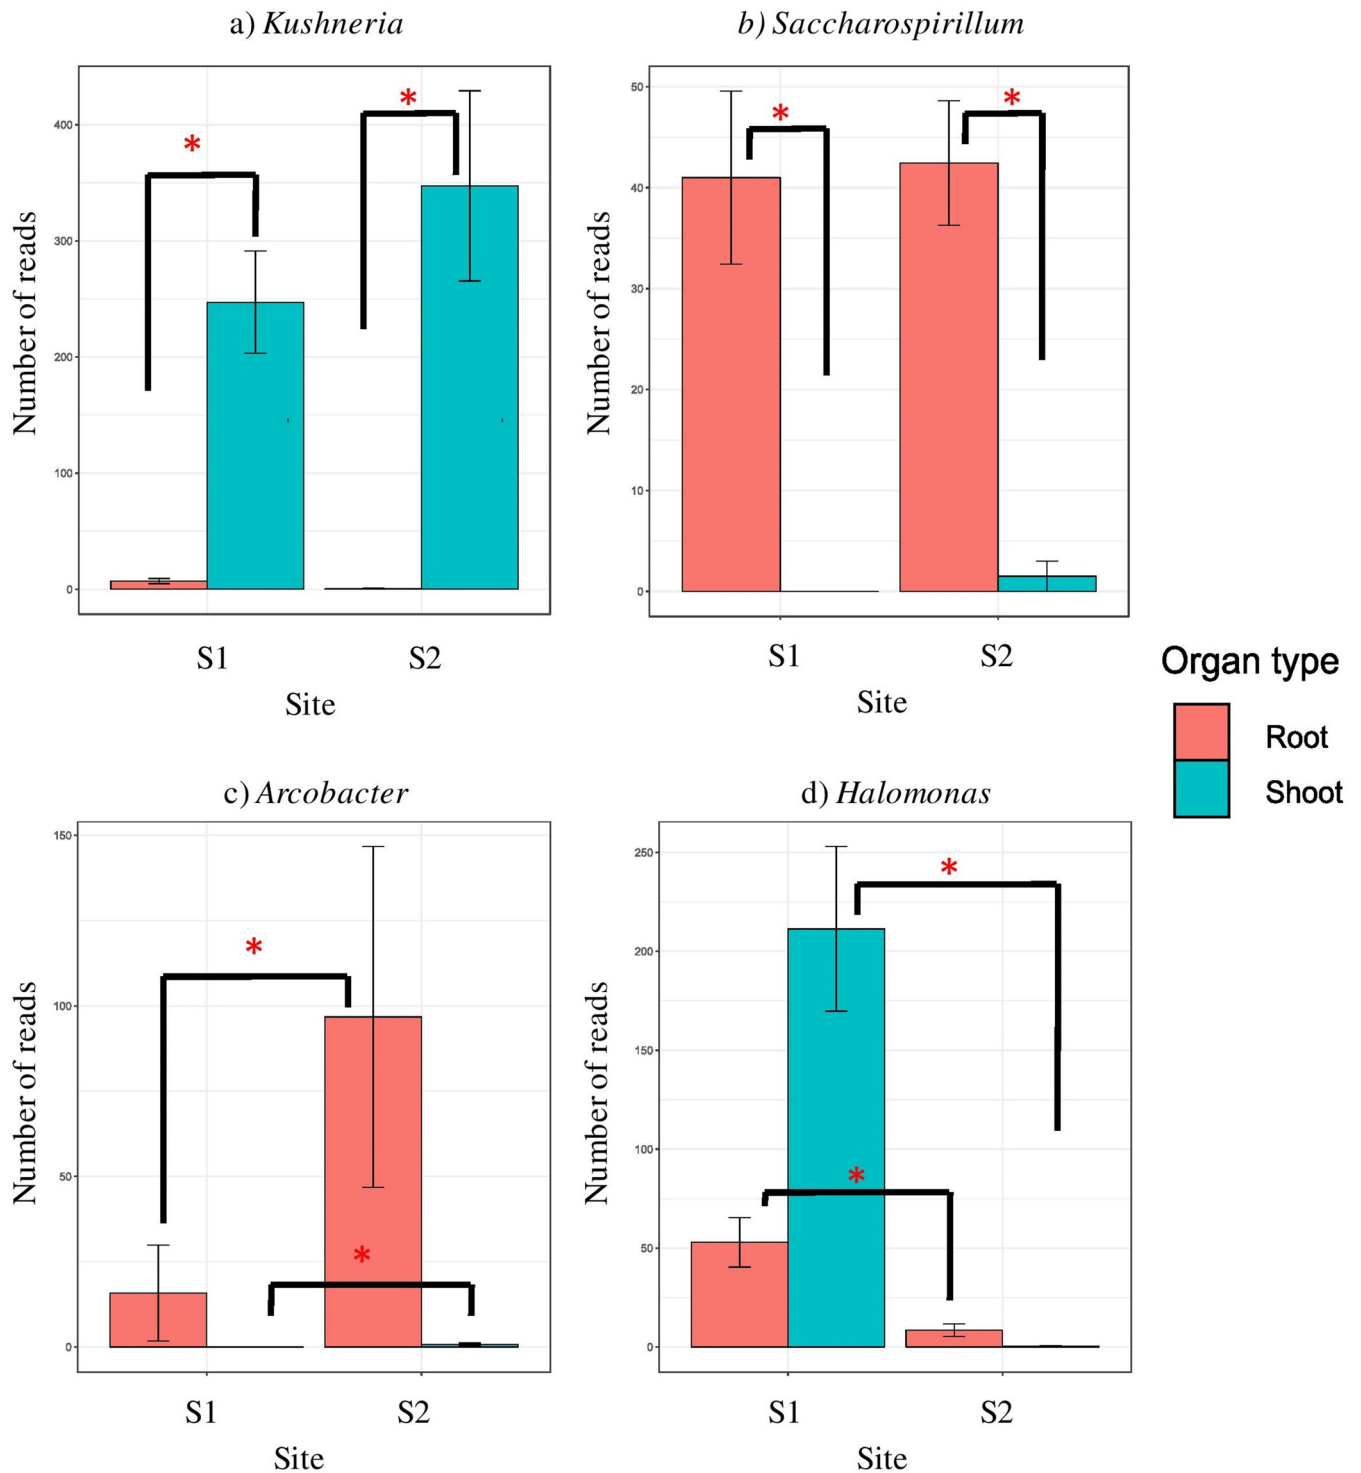 a) Kushneria
b) Saccharospirillum
Number of reads
400
300
200
100
0
*
*
S1
S2
Site
Number of reads
50
40
30
20
10
0
*
*
S1
S2
Site
Organ type
Root
Shoot
c) Arcobacter
d) Halomonas
Number of reads
150
100
50
0
*
*
S1
S2
Site
Number of reads
250
200
150
100
50
0
*
*
S1
S2
Site